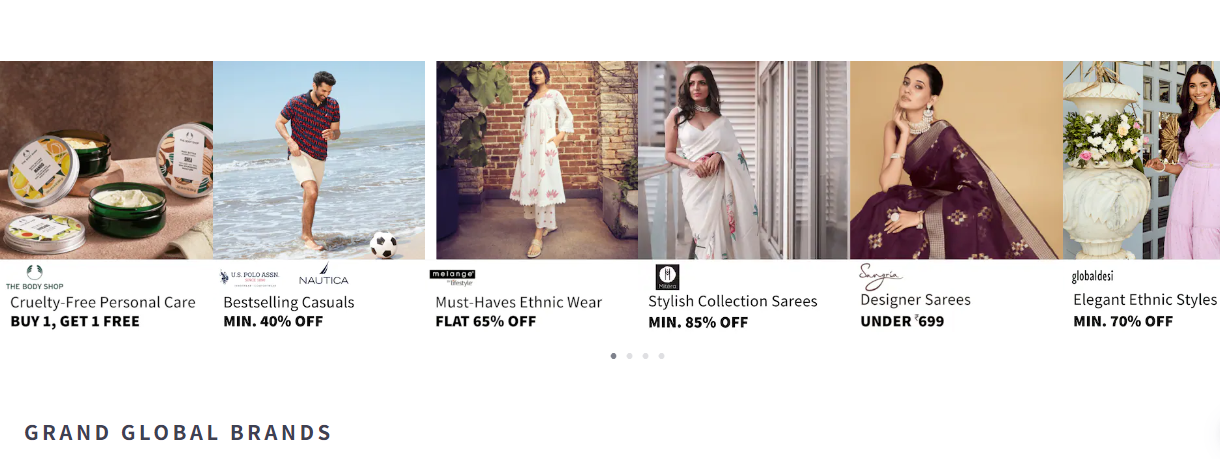 THE BODY SHOP
Cruelty-Free Personal Care
BUY 1, GET 1 FREE
U.S. POLO ASSN.
NAUTICA
Bestselling Casuals
MIN. 40% OFF
melange
by lifestyle
Must-Haves Ethnic Wear
FLAT 65% OFF
Mitera
Stylish Collection Sarees
MIN. 85% OFF
Sangria
Designer Sarees
UNDER ₹699
globaldesi
Elegant Ethnic Styles
MIN. 70% OFF
GRAND GLOBAL BRANDS